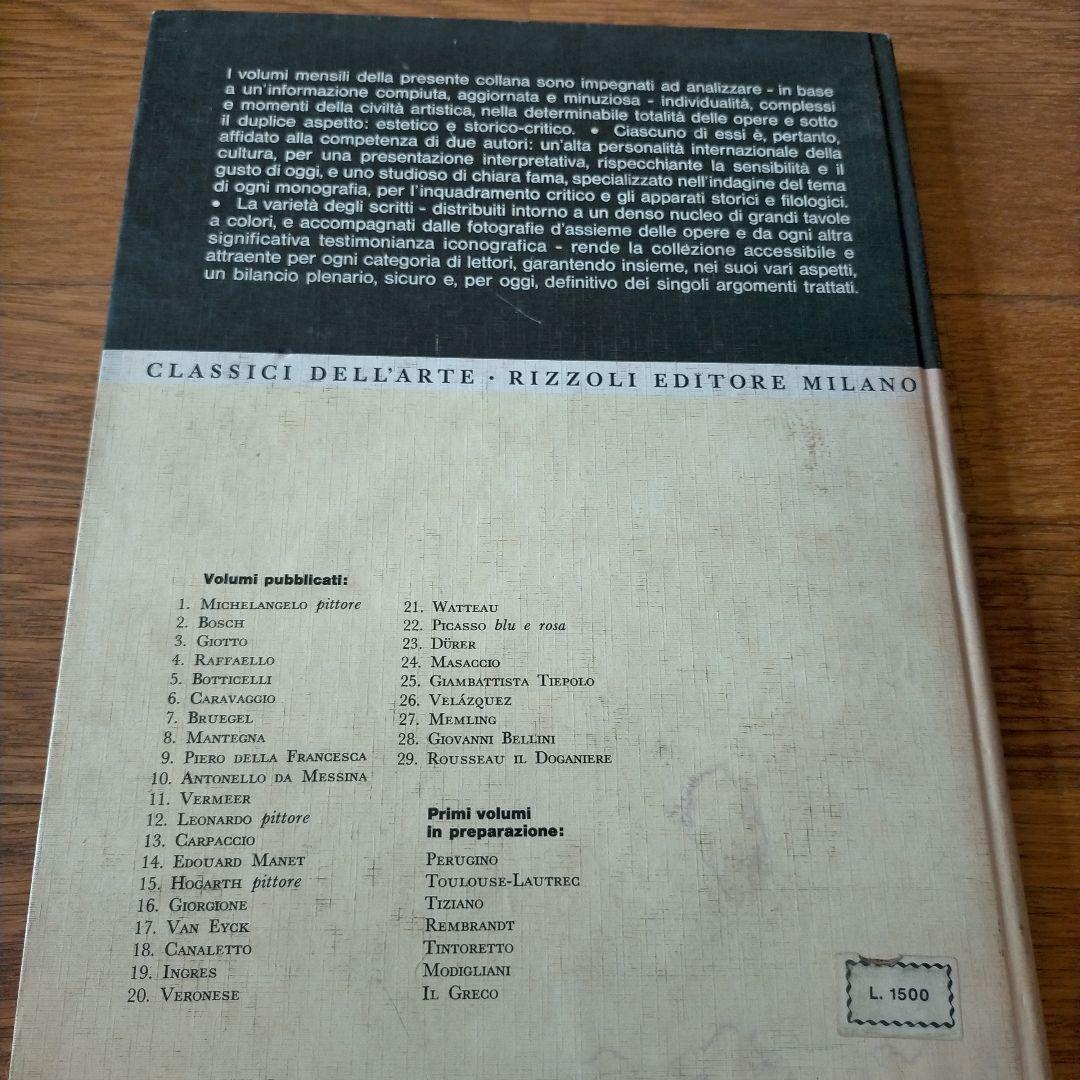 I volumi mensili della presente collana sono impegnati ad analizzare - in base
a un'informazione compiuta, aggiornata e minuziosa - individualità, complessi
e momenti della civiltà artistica, nella determinabile totalità delle opere e sotto
il duplice aspetto: estetico e storico-critico. • Ciascuno di essi è, pertanto,
affidato alla competenza di due autori: un'alta personalità internazionale della
cultura, per una presentazione interpretativa, rispecchiante la sensibilità e il
gusto di oggi, e uno studioso di chiara fama, specializzato nell'indagine del tema
di ogni monografia, per l'inquadramento critico e gli apparati storici e filologici.
• La varietà degli scritti - distribuiti intorno a un denso nucleo di grandi tavole
a colori, e accompagnati dalle fotografie d'assieme delle opere e da ogni altra
significativa testimonianza iconografica - rende la collezione accessibile e
attraente per ogni categoria di lettori, garantendo insieme, nei suoi vari aspetti,
un bilancio plenario, sicuro e, per oggi, definitivo dei singoli argomenti trattati.
CLASSICI DELL'ARTE · RIZZOLI EDITORE MILANO
Volumi pubblicati:
1. MICHELANGELO pittore
2. BOSCH
3. GIOTTO
4. RAFFAELLO
5. BOTTICELLI
6. CARAVAGGIO
7. BRUEGEL
8. MANTEGNA
9. PIERO DELLA FRANCESCA
10. ANTONELLO DA MESSINA
11. VERMEER
12. LEONARDO pittore
13. CARPACCIO
14. EDOUARD MANET
15. HOGARTH pittore
16. GIORGIONE
17. VAN EYCK
18. CANALETTO
19. INGRES
20. VERONESE
21. WATTEAU
22. PICASSO blu e rosa
23. DÜRER
24. MASACCIO
25. GIAMBATTISTA TIEPOLO
26. VELÁZQUEZ
27. MEMLING
28. GIOVANNI BELLINI
29. ROUSSEAU IL DOGANIERE
Primi volumi
in preparazione:
PERUGINO
TOULOUSE-LAUTREC
TIZIANO
REMBRANDT
TINTORETTO
MODIGLIANI
IL GRECO
L. 1500